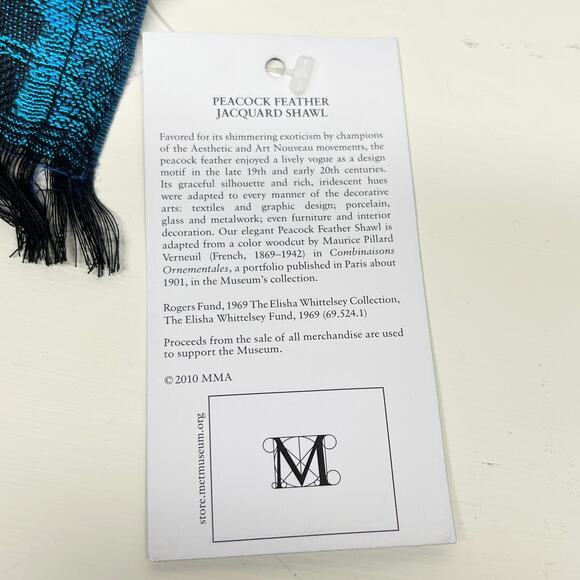 PEACOCK FEATHER
JACQUARD SHAWL
Favored for its shimmering exoticism by champions
of the Aesthetic and Art Nouveau movements, the
peacock feather enjoyed a lively vogue as a design
motif in the late 19th and early 20th centuries.
Its graceful silhouette and rich, iridescent hues
were adapted to every manner of the decorative
arts: textiles and graphic design; porcelain,
glass and metalwork; even furniture and interior
decoration. Our elegant Peacock Feather Shawl is
adapted from a color woodcut by Maurice Pillard
Verneuil (French, 1869–1942) in Combinaisons
Ornementales, a portfolio published in Paris about
1901, in the Museum's collection.
Rogers Fund, 1969 The Elisha Whittelsey Collection,
The Elisha Whittelsey Fund, 1969 (69.524.1)
Proceeds from the sale of all merchandise are used
to support the Museum.
© 2010 MMA
store.metmuseum.org
M